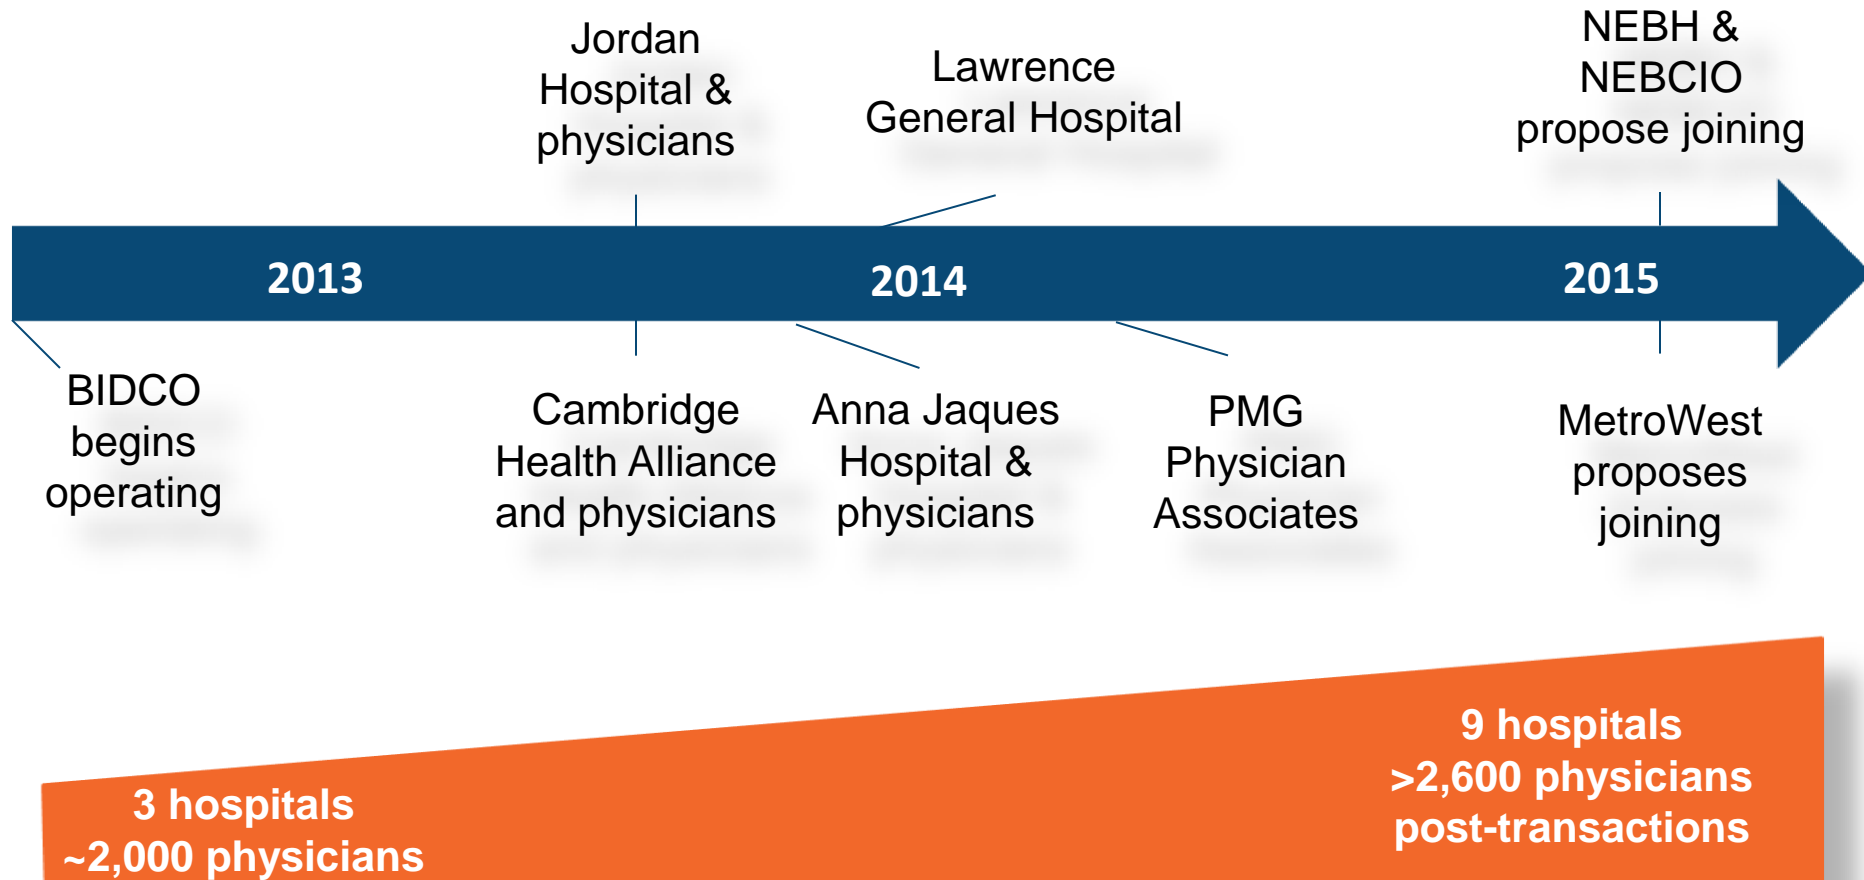 Jordan
Hospital &
physicians
Lawrence
General Hospital
NEBH &
NEBCIO
propose joining
2013
2014
2015
BIDCO
begins
operating
Cambridge
Health Alliance
and physicians
Anna Jaques
Hospital &
physicians
PMG
Physician
Associates
MetroWest
proposes
joining
3 hospitals
~2,000 physicians
9 hospitals
>2,600 physicians
post-transactions